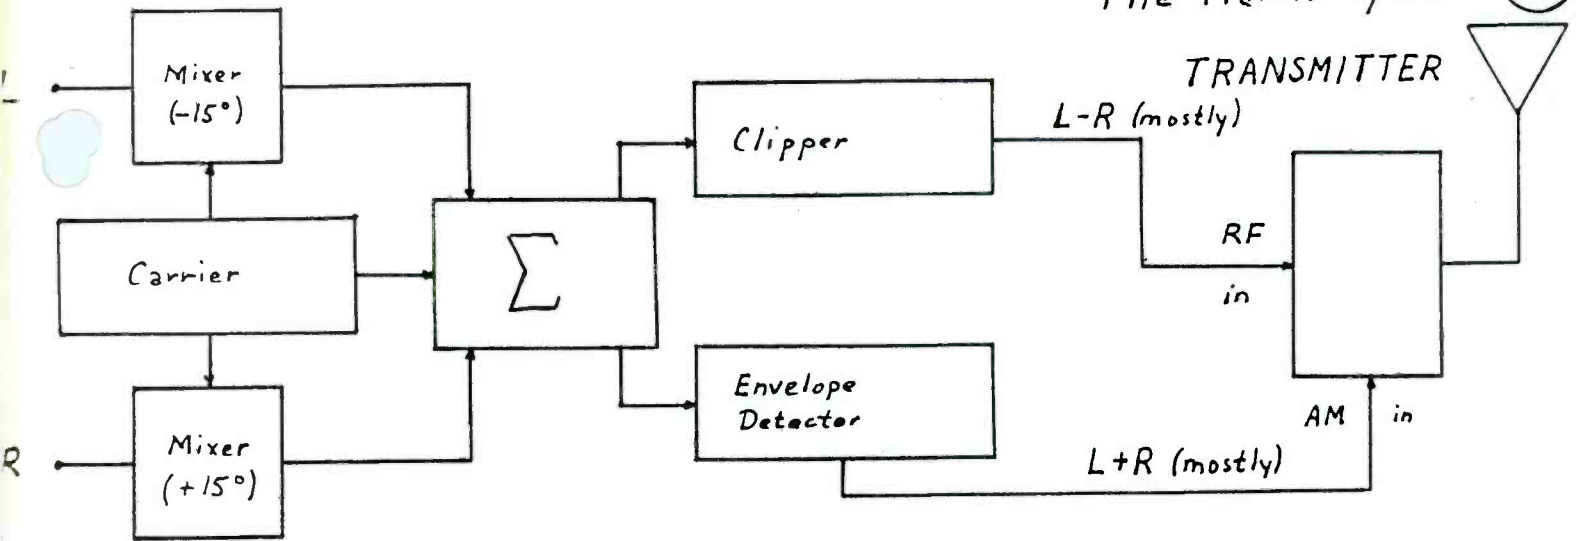 TRANSMITTER
L
Mixer
(-15°)
Clipper
L-R (mostly)
Carrier
Σ
RF
in
Envelope
Detector
AM in
R
Mixer
(+15°)
L+R (mostly)